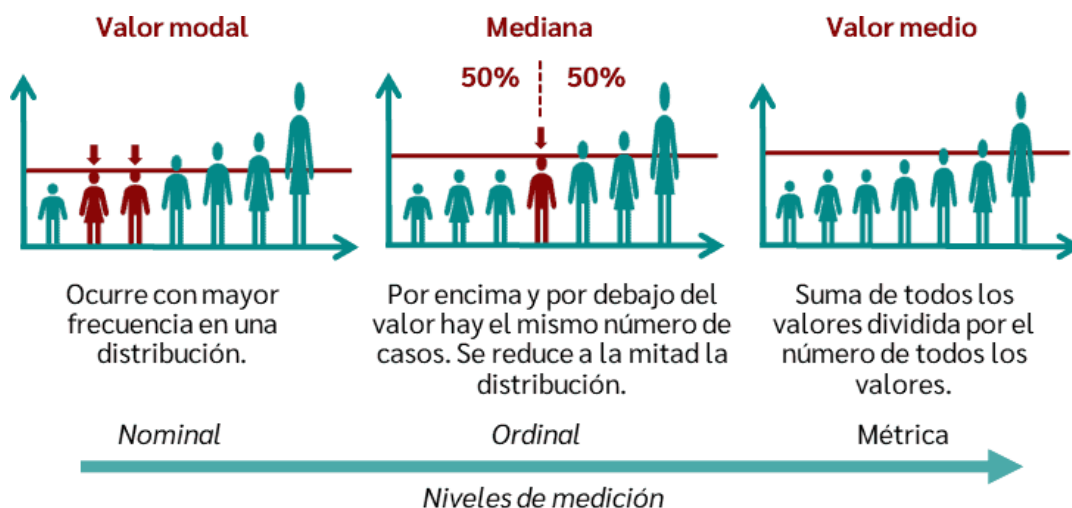 Valor modal
Mediana
Valor medio
50%
50%
Ocurre con mayor
frecuencia en una
distribución.
Por encima y por debajo del
valor hay el mismo número de
casos. Se reduce a la mitad la
distribución.
Suma de todos los
valores dividida por el
número de todos los
valores.
Nominal
Ordinal
Métrica
Niveles de medición